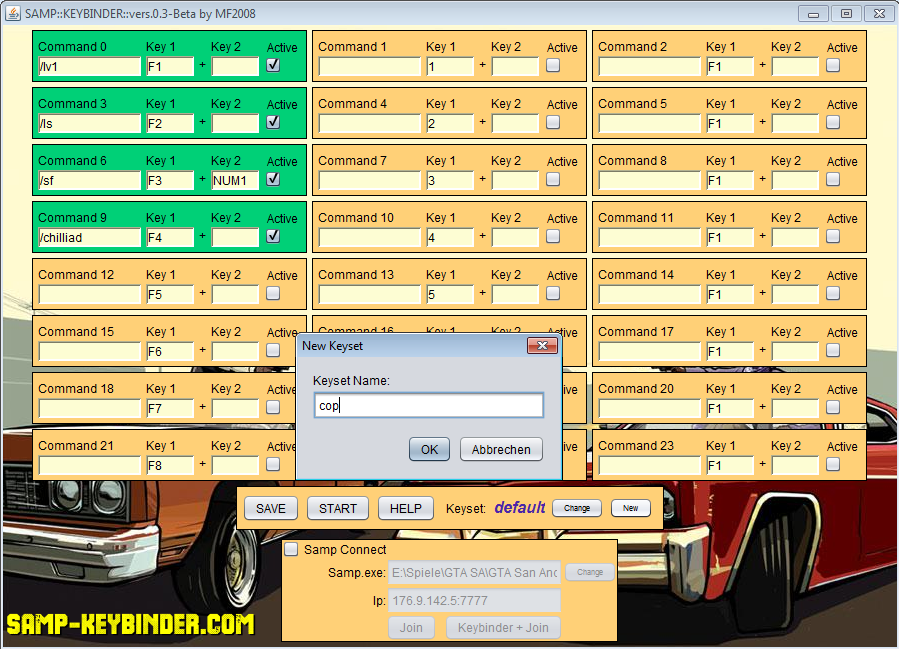 SAMP::KEYBINDER::vers.0.3-Beta by MF2008
Command 0 Key 1 Key 2 Active Command 1 Key 1 Key 2 Active Command 2 Key 1 Key 2 Active
/lv1 F1 + 1 + F1 +
Command 3 Key 1 Key 2 Active Command 4 Key 1 Key 2 Active Command 5 Key 1 Key 2 Active
/ls F2 + 2 + F1 +
Command 6 Key 1 Key 2 Active Command 7 Key 1 Key 2 Active Command 8 Key 1 Key 2 Active
/sf F3 + NUM1 3 + F1 +
Command 9 Key 1 Key 2 Active Command 10 Key 1 Key 2 Active Command 11 Key 1 Key 2 Active
/chilliad F4 + 4 + F1 +
Command 12 Key 1 Key 2 Active Command 13 Key 1 Key 2 Active Command 14 Key 1 Key 2 Active
F5 + 5 + F1 +
Command 15 Key 1 Key 2 Active Command 16 Key 1 Key 2 Active Command 17 Key 1 Key 2 Active
F6 + F1 +
New Keyset
Keyset Name:
cop
OK Abbrechen
Command 18 Key 1 Key 2 Active Command 20 Key 1 Key 2 Active
F7 + F1 +
Command 21 Key 1 Key 2 Active Command 23 Key 1 Key 2 Active
F8 + F1 +
SAVE START HELP Keyset: default Change New
Samp Connect
Samp.exe: E:\Spiele\GTA SA\GTA San And Change
Ip: 176.9.142.5:7777
Join Keybinder + Join
SAMP-KEYBINDER.COM